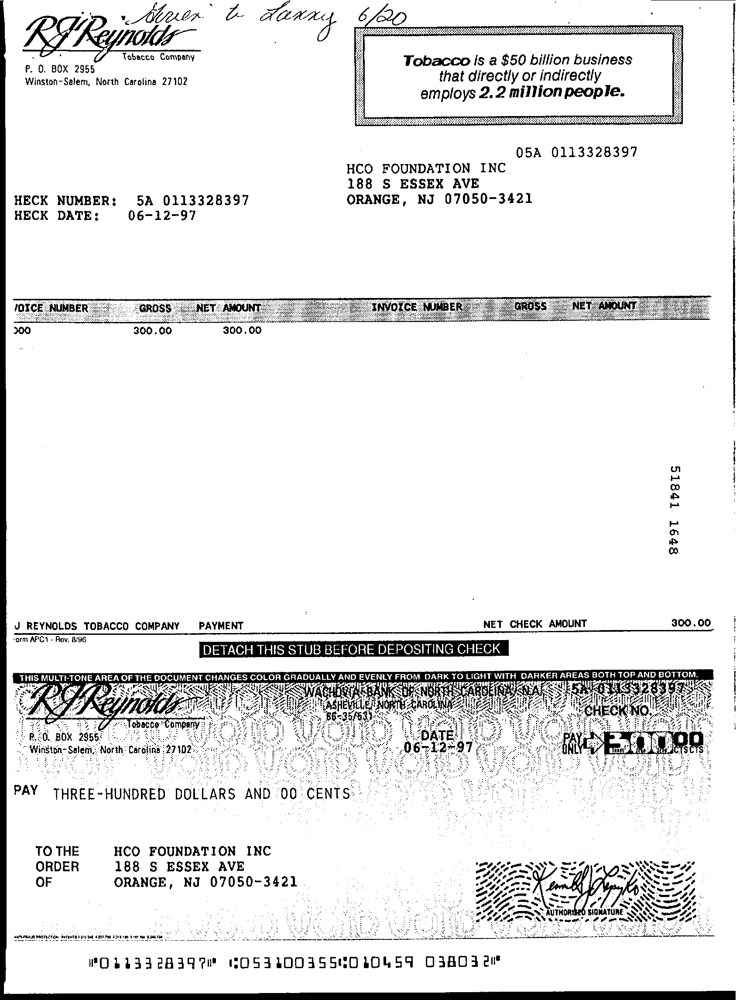 Given to Lanny 6/20
RJReynolds
Tobacco Company
P. O. BOX 2955
Winston-Salem, North Carolina 27102
Tobacco is a $50 billion business
that directly or indirectly
employs 2.2 million people.
05A 0113328397
HCO FOUNDATION INC
188 S ESSEX AVE
ORANGE, NJ 07050-3421
HECK NUMBER: 5A 0113328397
HECK DATE: 06-12-97
OICE NUMBER GROSS NET AMOUNT INVOICE NUMBER GROSS NET AMOUNT
000 300.00 300.00
51841 1648
J REYNOLDS TOBACCO COMPANY PAYMENT NET CHECK AMOUNT 300.00
orm APC1 - Rev. 8/96
DETACH THIS STUB BEFORE DEPOSITING CHECK
THIS MULTI-TONE AREA OF THE DOCUMENT CHANGES COLOR GRADUALLY AND EVENLY FROM DARK TO LIGHT WITH DARKER AREAS BOTH TOP AND BOTTOM.
RJReynolds
Tobacco Company
P. O. BOX 2955
Winston-Salem, North Carolina 27102
WACHOVIA BANK OF NORTH CAROLINA, N.A.
ASHEVILLE, NORTH CAROLINA
66-35/531
5A 0113328397
CHECK NO.
DATE
06-12-97
PAY ONLY
PAY THREE-HUNDRED DOLLARS AND 00 CENTS
TO THE ORDER OF
HCO FOUNDATION INC
188 S ESSEX AVE
ORANGE, NJ 07050-3421
AUTHORIZED SIGNATURE
⑈0113328397⑈ ⑆053100355⑆010459 038032⑈